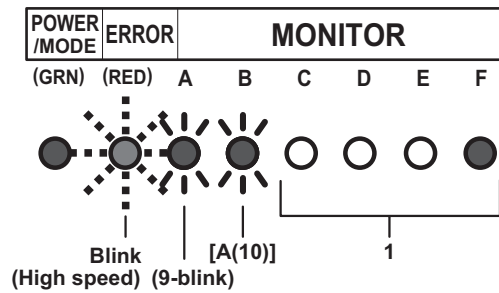 POWER
/MODE
ERROR
MONITOR
(GRN) (RED) A B C D E F
Blink
(High speed)
(9-blink)
[A(10)]
1